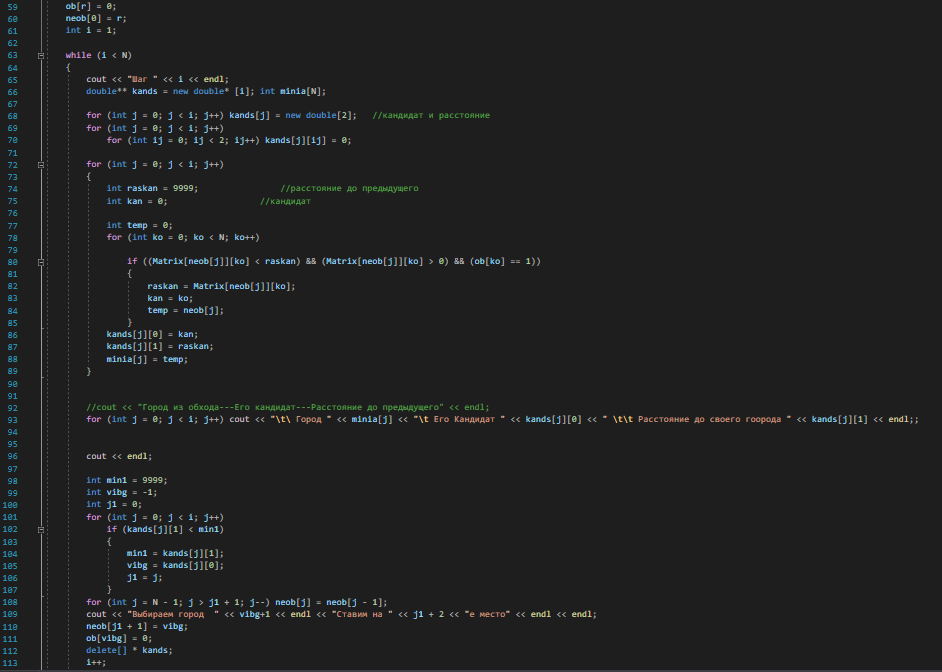 59 ob[r] = 0;
60 neob[0] = r;
61 int i = 1;
62
63 while (i < N)
64 {
65 cout << "Шаг " << i << endl;
66 double** kands = new double* [i]; int minia[N];
67
68 for (int j = 0; j < i; j++) kands[j] = new double[2]; //кандидат и расстояние
69 for (int j = 0; j < i; j++)
70 for (int ij = 0; ij < 2; ij++) kands[j][ij] = 0;
71
72 for (int j = 0; j < i; j++)
73 {
74 int raskan = 9999; //расстояние до предыдущего
75 int kan = 0; //кандидат
76
77 int temp = 0;
78 for (int ko = 0; ko < N; ko++)
79
80 if ((Matrix[neob[j]][ko] < raskan) && (Matrix[neob[j]][ko] > 0) && (ob[ko] == 1))
81 {
82 raskan = Matrix[neob[j]][ko];
83 kan = ko;
84 temp = neob[j];
85 }
86 kands[j][0] = kan;
87 kands[j][1] = raskan;
88 minia[j] = temp;
89 }
90
91
92 //cout << "Город из обхода---Его кандидат---Расстояние до предыдущего" << endl;
93 for (int j = 0; j < i; j++) cout << "\t\ Город " << minia[j] << "\t Его Кандидат " << kands[j][0] << " \t\t Расстояние до своего гоорода " << kands[j][1] << endl;;
94
95
96 cout << endl;
97
98 int min1 = 9999;
99 int vibg = -1;
100 int j1 = 0;
101 for (int j = 0; j < i; j++)
102 if (kands[j][1] < min1)
103 {
104 min1 = kands[j][1];
105 vibg = kands[j][0];
106 j1 = j;
107 }
108 for (int j = N - 1; j > j1 + 1; j--) neob[j] = neob[j - 1];
109 cout << "Выбираем город  " << vibg+1 << endl << "Ставим на " << j1 + 2 << "е место" << endl << endl;
110 neob[j1 + 1] = vibg;
111 ob[vibg] = 0;
112 delete[] * kands;
113 i++;